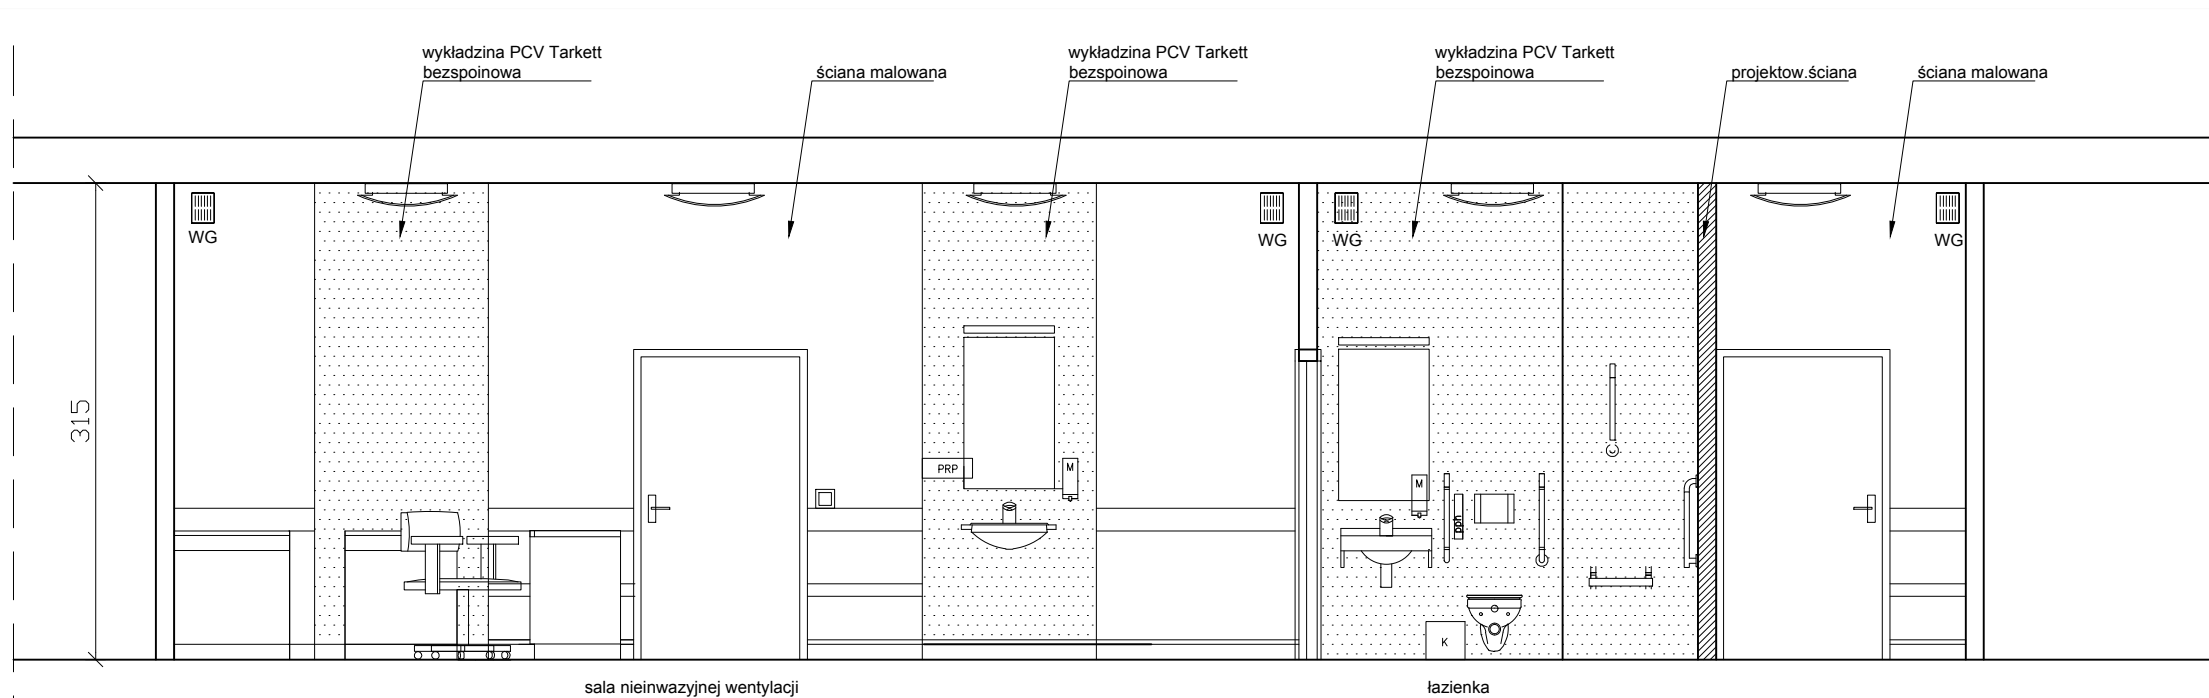 wykładzina PCV Tarkett
bezspoinowa
ściana malowana
wykładzina PCV Tarkett
bezspoinowa
wykładzina PCV Tarkett
bezspoinowa
projektow.ściana
ściana malowana
WG
WG
WG
WG
315
PRP
M
M
pph
K
sala nieinwazyjnej wentylacji
łazienka